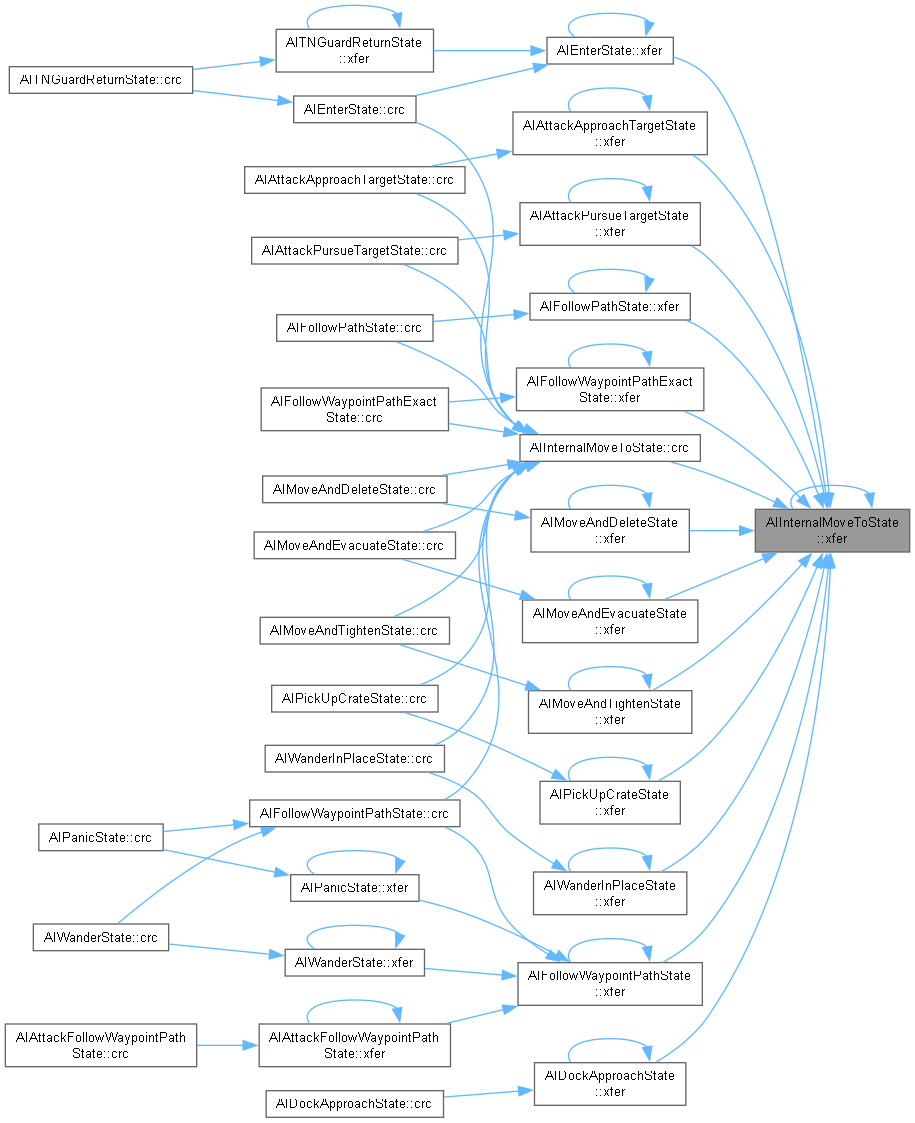 AITNGuardReturnState
::xfer
AIEnterState::xfer
AITNGuardReturnState::crc
AIEnterState::crc
AIAttackApproachTargetState
::xfer
AIAttackApproachTargetState::crc
AIAttackPursueTargetState
::xfer
AIAttackPursueTargetState::crc
AIFollowPathState::xfer
AIFollowPathState::crc
AIFollowWaypointPathExact
State::xfer
AIFollowWaypointPathExact
State::crc
AIInternalMoveToState::crc
AIMoveAndDeleteState::crc
AIMoveAndDeleteState
::xfer
AIInternalMoveToState
::xfer
AIMoveAndEvacuateState::crc
AIMoveAndEvacuateState
::xfer
AIMoveAndTightenState::crc
AIMoveAndTightenState
::xfer
AIPickUpCrateState::crc
AIWanderInPlaceState::crc
AIPickUpCrateState
::xfer
AIFollowWaypointPathState::crc
AIPanicState::crc
AIPanicState::xfer
AIWanderInPlaceState
::xfer
AIWanderState::crc
AIWanderState::xfer
AIFollowWaypointPathState
::xfer
AIAttackFollowWaypointPath
State::crc
AIAttackFollowWaypointPath
State::xfer
AIDockApproachState
::xfer
AIDockApproachState::crc